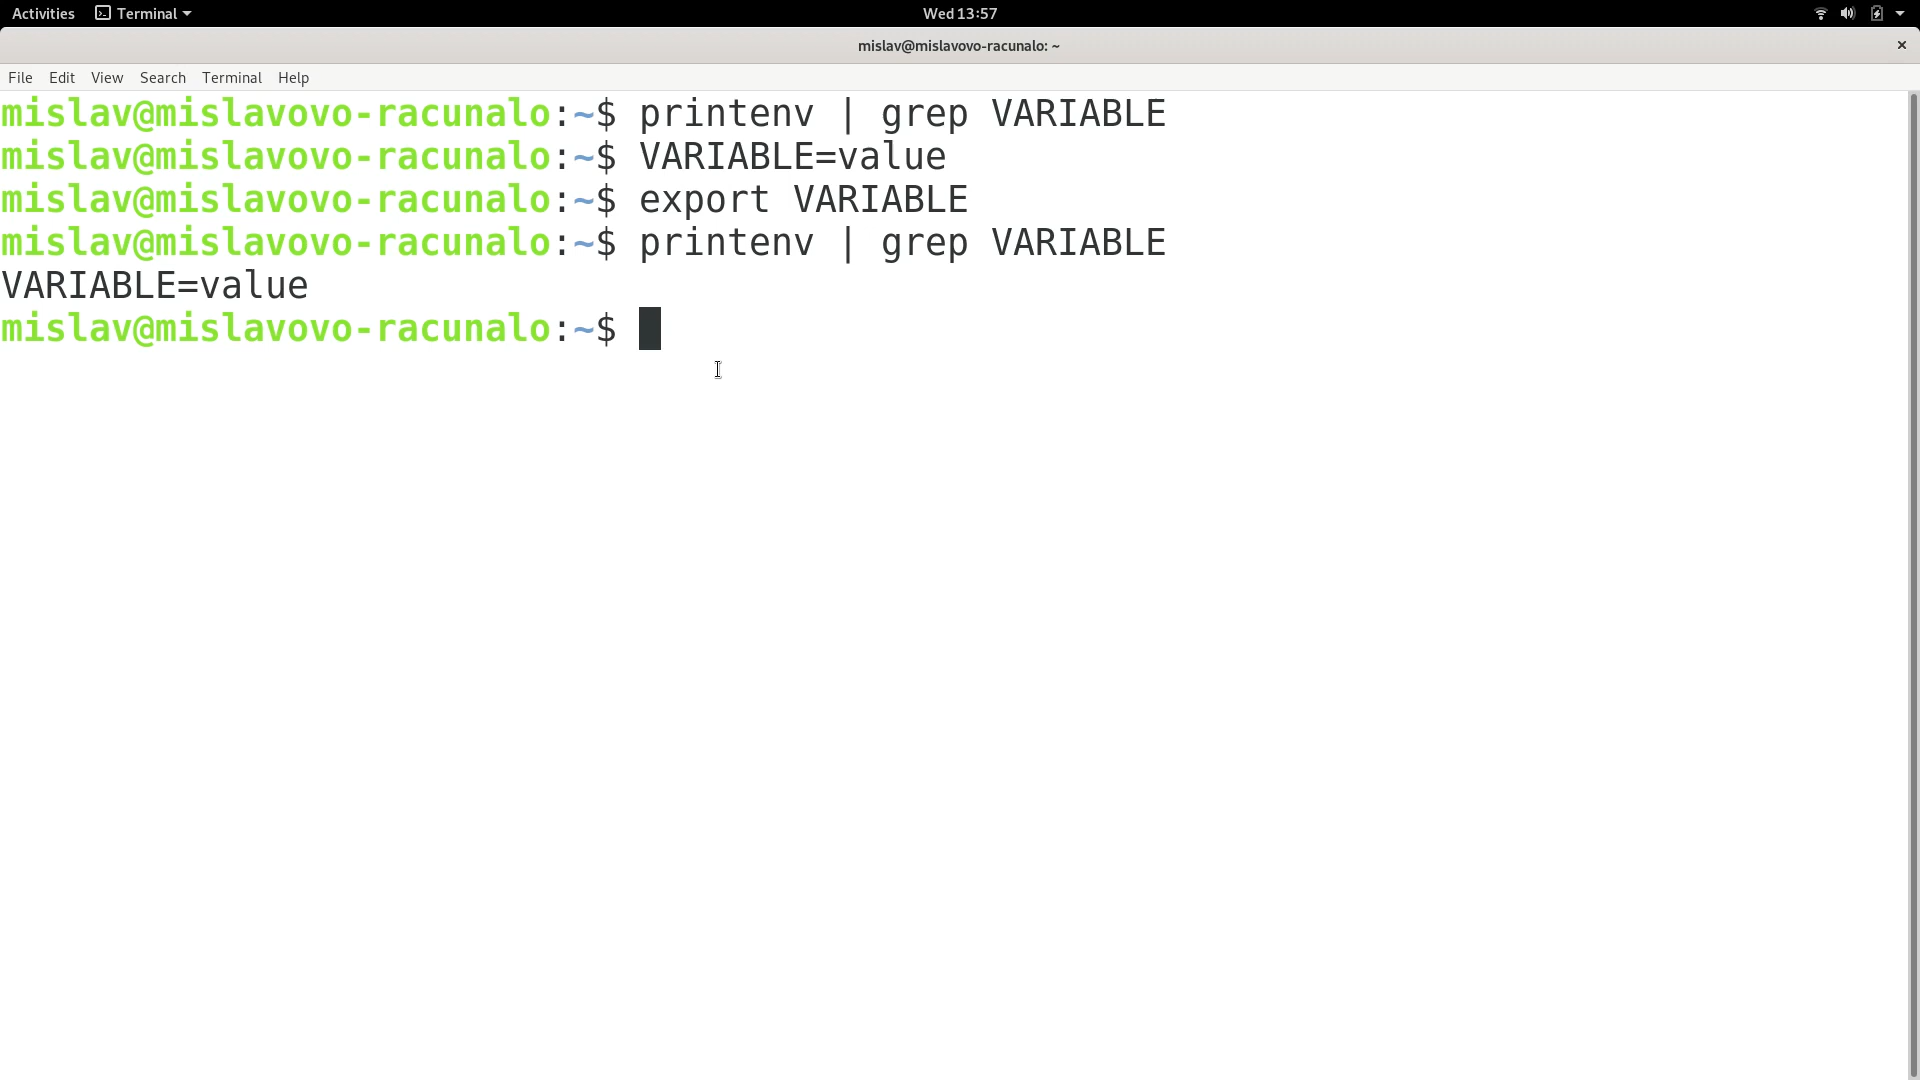 Activities Terminal Wed 13:57
mislav@mislavovo-racunalo: ~
File Edit View Search Terminal Help
mislav@mislavovo-racunalo:~$ printenv | grep VARIABLE
mislav@mislavovo-racunalo:~$ VARIABLE=value
mislav@mislavovo-racunalo:~$ export VARIABLE
mislav@mislavovo-racunalo:~$ printenv | grep VARIABLE
VARIABLE=value
mislav@mislavovo-racunalo:~$